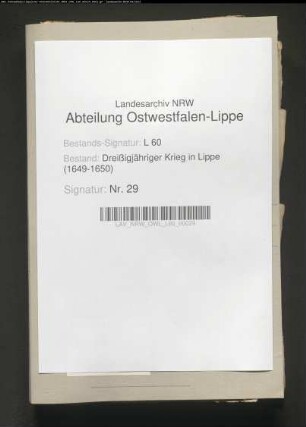 Landesarchiv NRW
Abteilung Ostwestfalen-Lippe
Bestands-Signatur: L 60
Bestand: Dreißigjähriger Krieg in Lippe
(1649-1650)
Signatur: Nr. 29